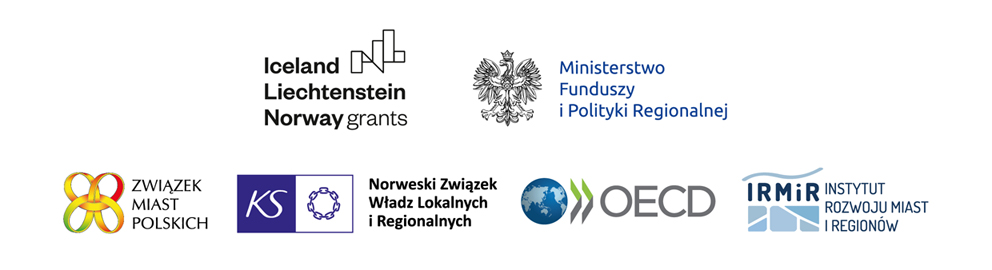 Iceland
Liechtenstein
Norway grants
Ministerstwo
Funduszy
i Polityki Regionalnej
ZWIĄZEK
MIAST
POLSKICH
KS
Norweski Związek
Władz Lokalnych
i Regionalnych
OECD
IRMiR
INSTYTUT
ROZWOJU MIAST
I REGIONÓW